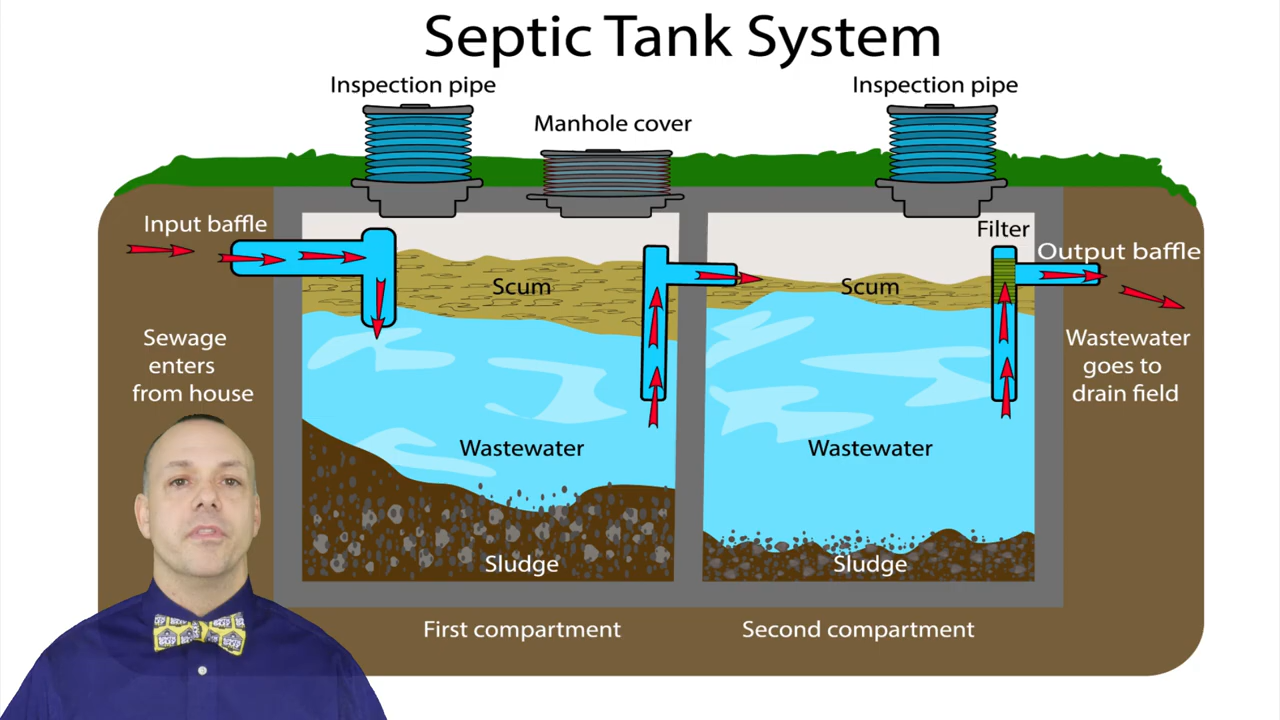 Septic Tank System
Inspection pipe
Inspection pipe
Manhole cover
Input baffle
Filter
Output baffle
Scum
Scum
Sewage
enters
from house
Wastewater
goes to
drain field
Wastewater
Wastewater
Sludge
Sludge
First compartment
Second compartment